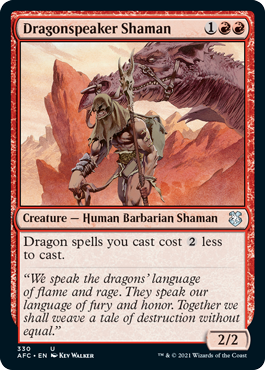 Dragonspeaker Shaman 1
Creature — Human Barbarian Shaman
Dragon spells you cast cost 2 less
to cast.
“We speak the dragons’ language
of flame and rage. They speak our
language of fury and honor. Together we
shall weave a tale of destruction without
equal.”
2/2
330 U
AFC • EN Key Walker ™ & © 2021 Wizards of the Coast